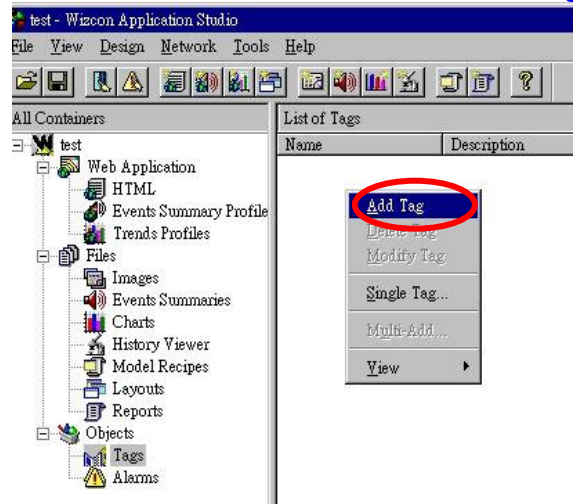 test - Wizcon Application Studio
File View Design Network Tools Help
All Containers
List of Tags
Name Description
test
Web Application
HTML
Events Summary Profile
Trends Profiles
Files
Images
Events Summaries
Charts
History Viewer
Model Recipes
Layouts
Reports
Objects
Tags
Alarms
Add Tag
Delete Tag
Modify Tag
Single Tag...
Multi-Add...
View